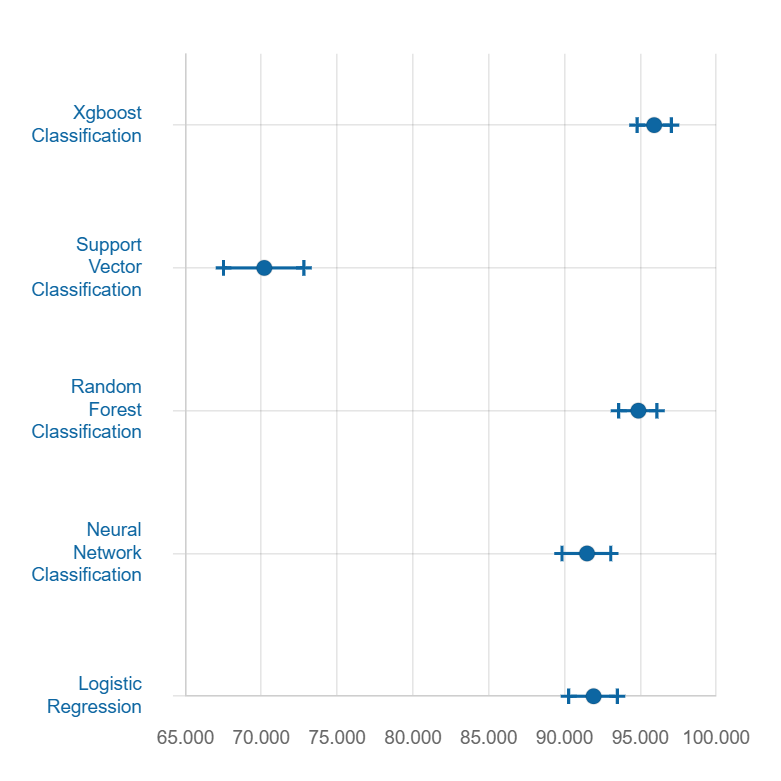 Xgboost
Classification
Support
Vector
Classification
Random
Forest
Classification
Neural
Network
Classification
Logistic
Regression
65.000 70.000 75.000 80.000 85.000 90.000 95.000 100.000